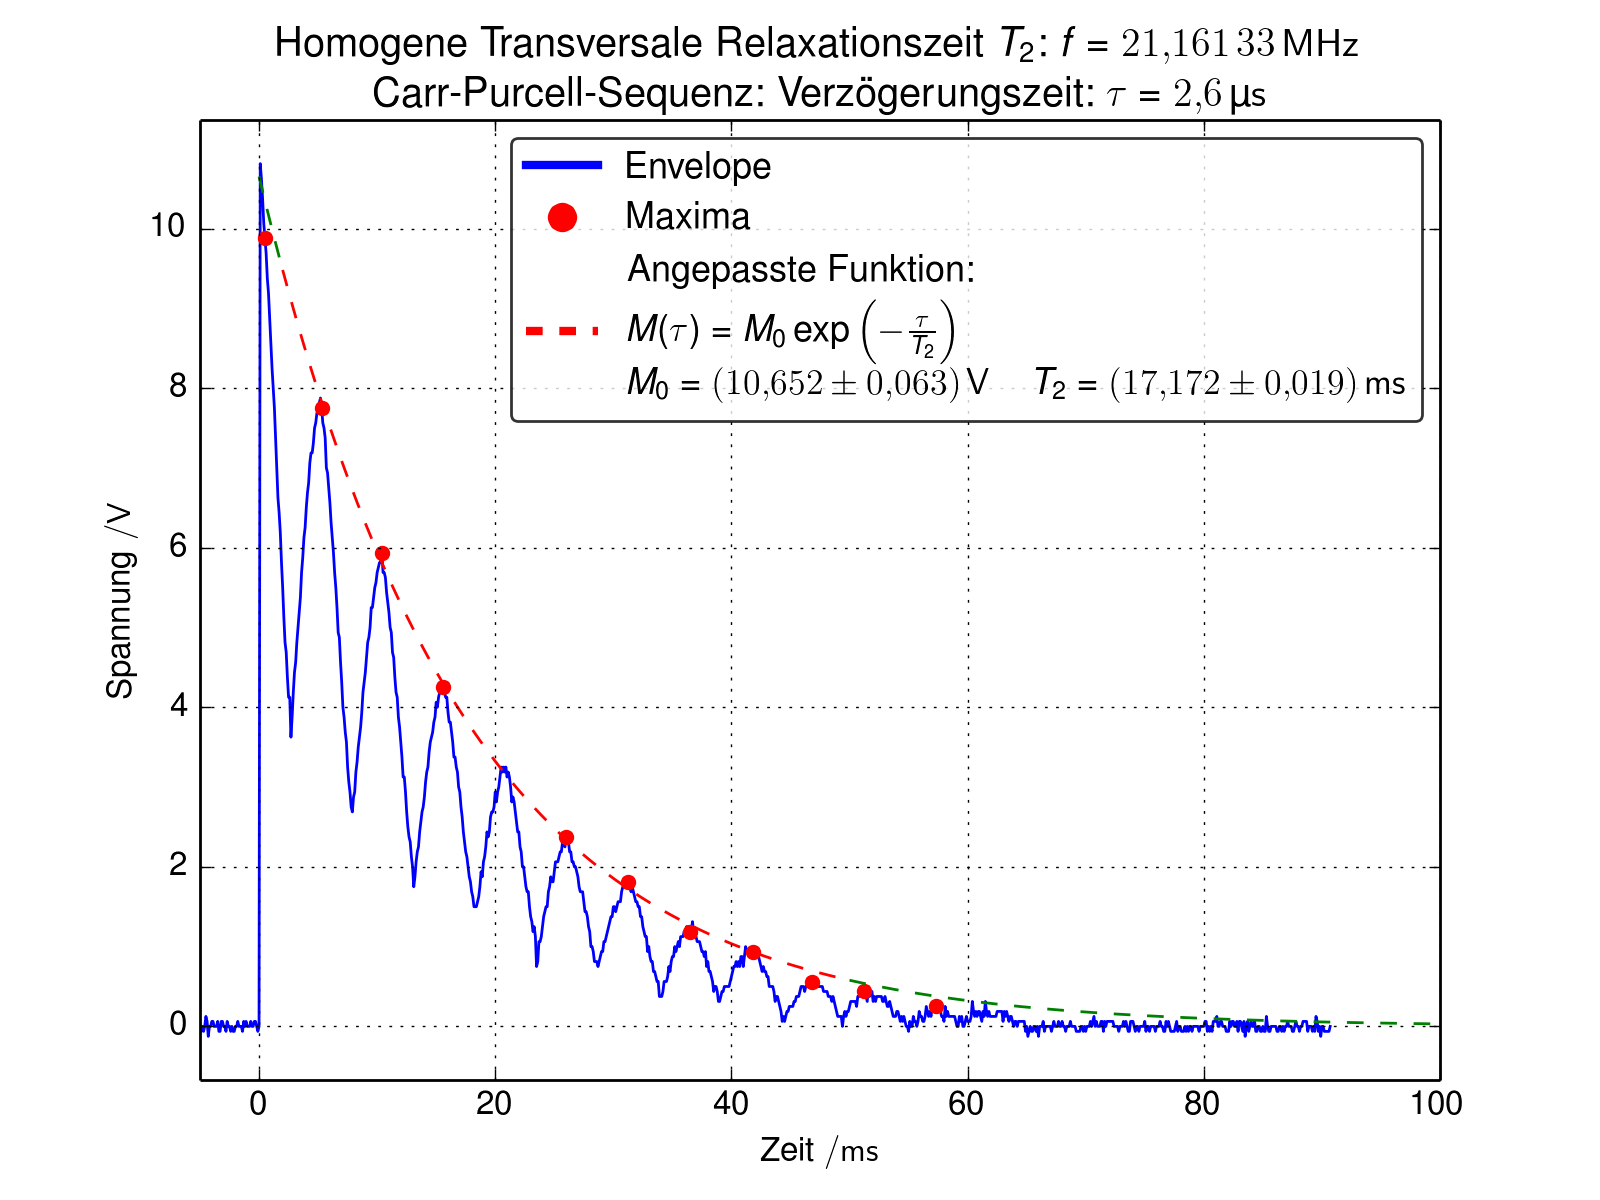 Homogene Transversale Relaxationszeit T₂: f = 21,161 33 MHz
Carr-Purcell-Sequenz: Verzögerungszeit: τ = 2,6 µs
Envelope
Maxima
Angepasste Funktion:
M(τ) = M₀ exp (− τ/T₂)
M₀ = (10,652 ± 0,063) V T₂ = (17,172 ± 0,019) ms
10
8
6
4
2
0
Spannung /V
0 20 40 60 80 100
Zeit /ms